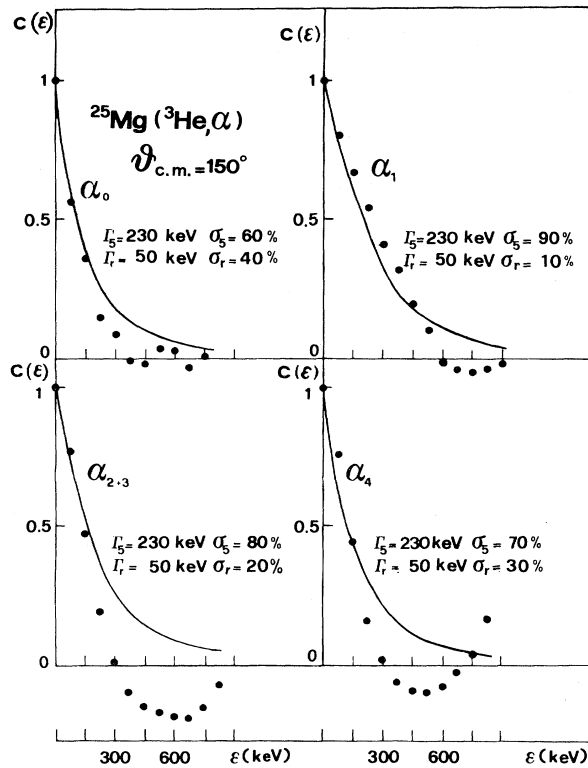 C(ε)
1
²⁵Mg(³He,α)
ϑc.m.=150°
α₀
0.5
Γ₅=230 keV σ₅=60%
Γᵣ= 50 keV σᵣ=40%
0
C(ε)
1
α₁
0.5
Γ₅=230 keV σ₅=90%
Γᵣ= 50 keV σᵣ=10%
0
C(ε)
1
α₂₊₃
0.5
Γ₅=230 keV σ₅=80%
Γᵣ= 50 keV σᵣ=20%
0
300 600 ε(keV)
1
α₄
0.5
Γ₅=230keV σ₅=70%
Γᵣ= 50 keV σᵣ=30%
0
300 600 ε(keV)